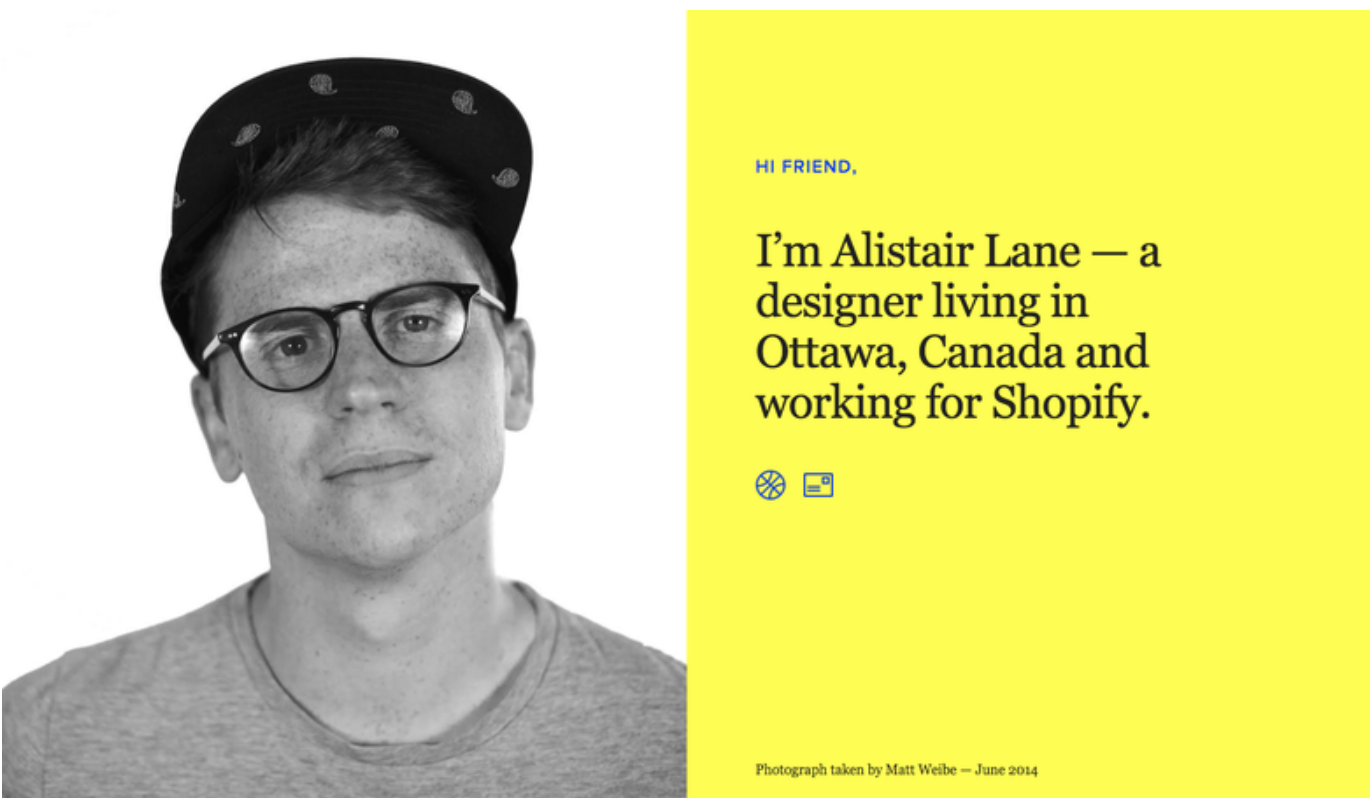 HI FRIEND,
I’m Alistair Lane — a
designer living in
Ottawa, Canada and
working for Shopify.
Photograph taken by Matt Weibe — June 2014